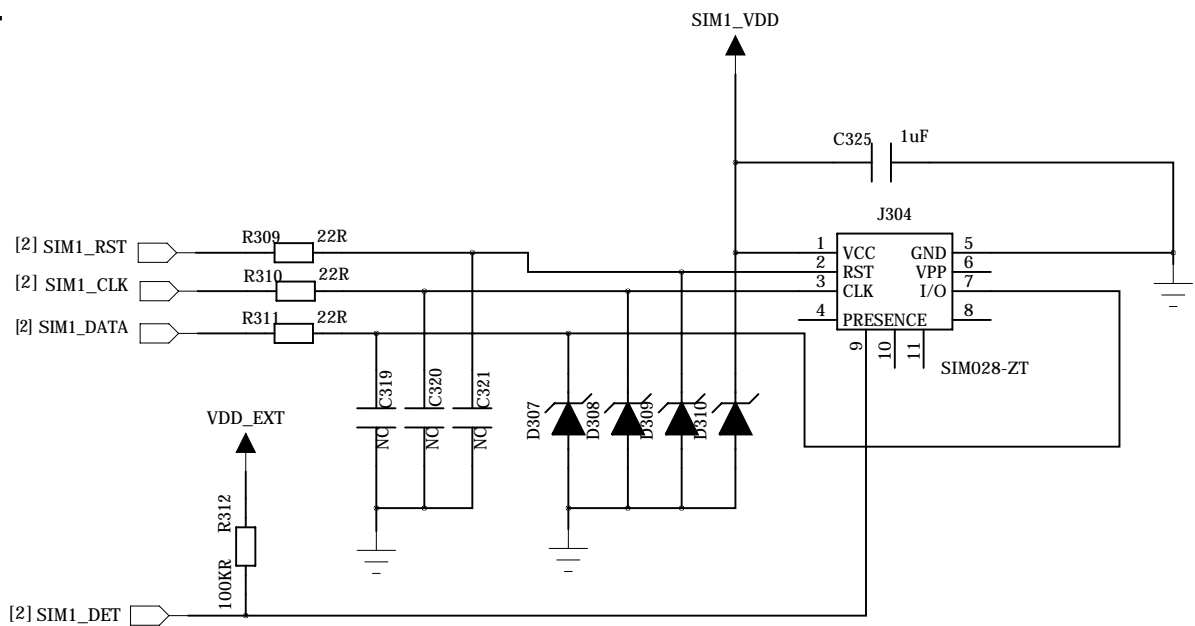 SIM1_VDD
C325 1uF
J304
[2] SIM1_RST
R309 22R
1 VCC GND 5
2 RST VPP 6
[2] SIM1_CLK
R310 22R
3 CLK I/O 7
[2] SIM1_DATA
R311 22R
4 PRESENCE 8
9 10 11
SIM028-ZT
C319 NC
C320 NC
C321 NC
D307
D308
D309
D310
VDD_EXT
R312
100KR
[2] SIM1_DET